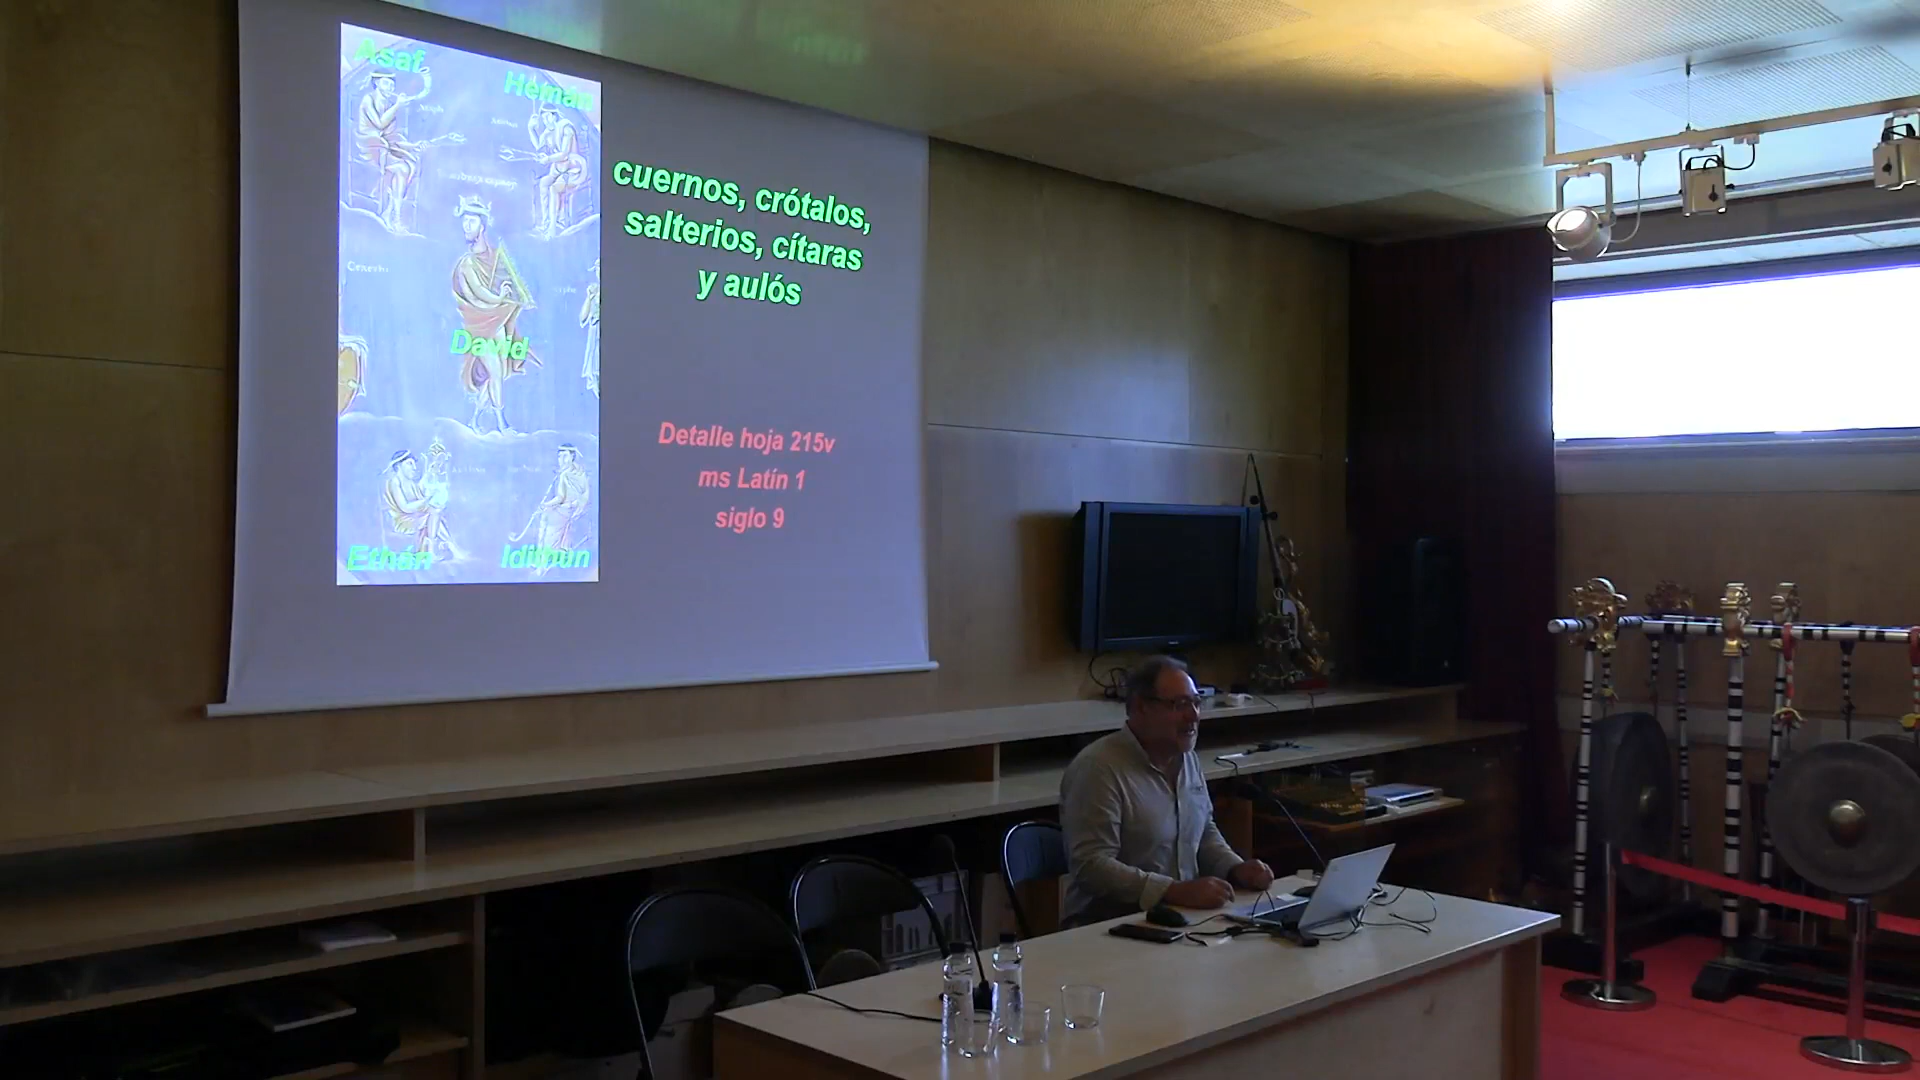 Asaf
Hemán
cuernos, crótalos,
salterios, cítaras
y aulós
David
Detalle hoja 215v
ms Latín 1
siglo 9
Ethán
Idithun